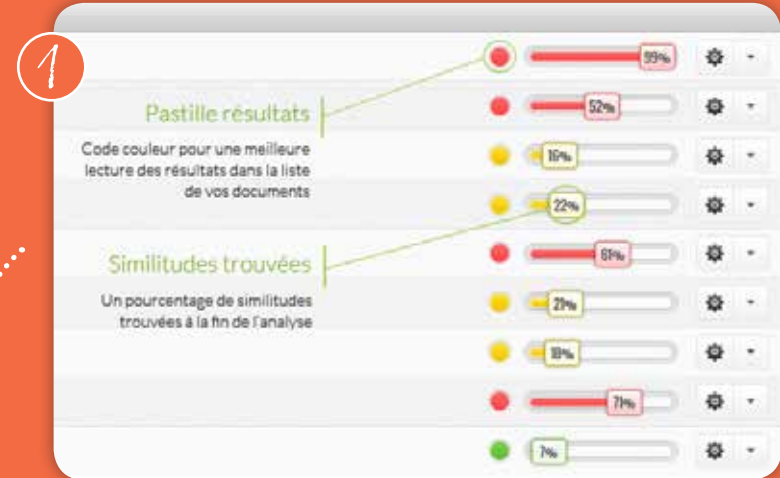 1
99%
Pastille résultats
52%
Code couleur pour une meilleure
lecture des résultats dans la liste
de vos documents
16%
22%
Similitudes trouvées
61%
Un pourcentage de similitudes
trouvées à la fin de l'analyse
21%
18%
71%
7%